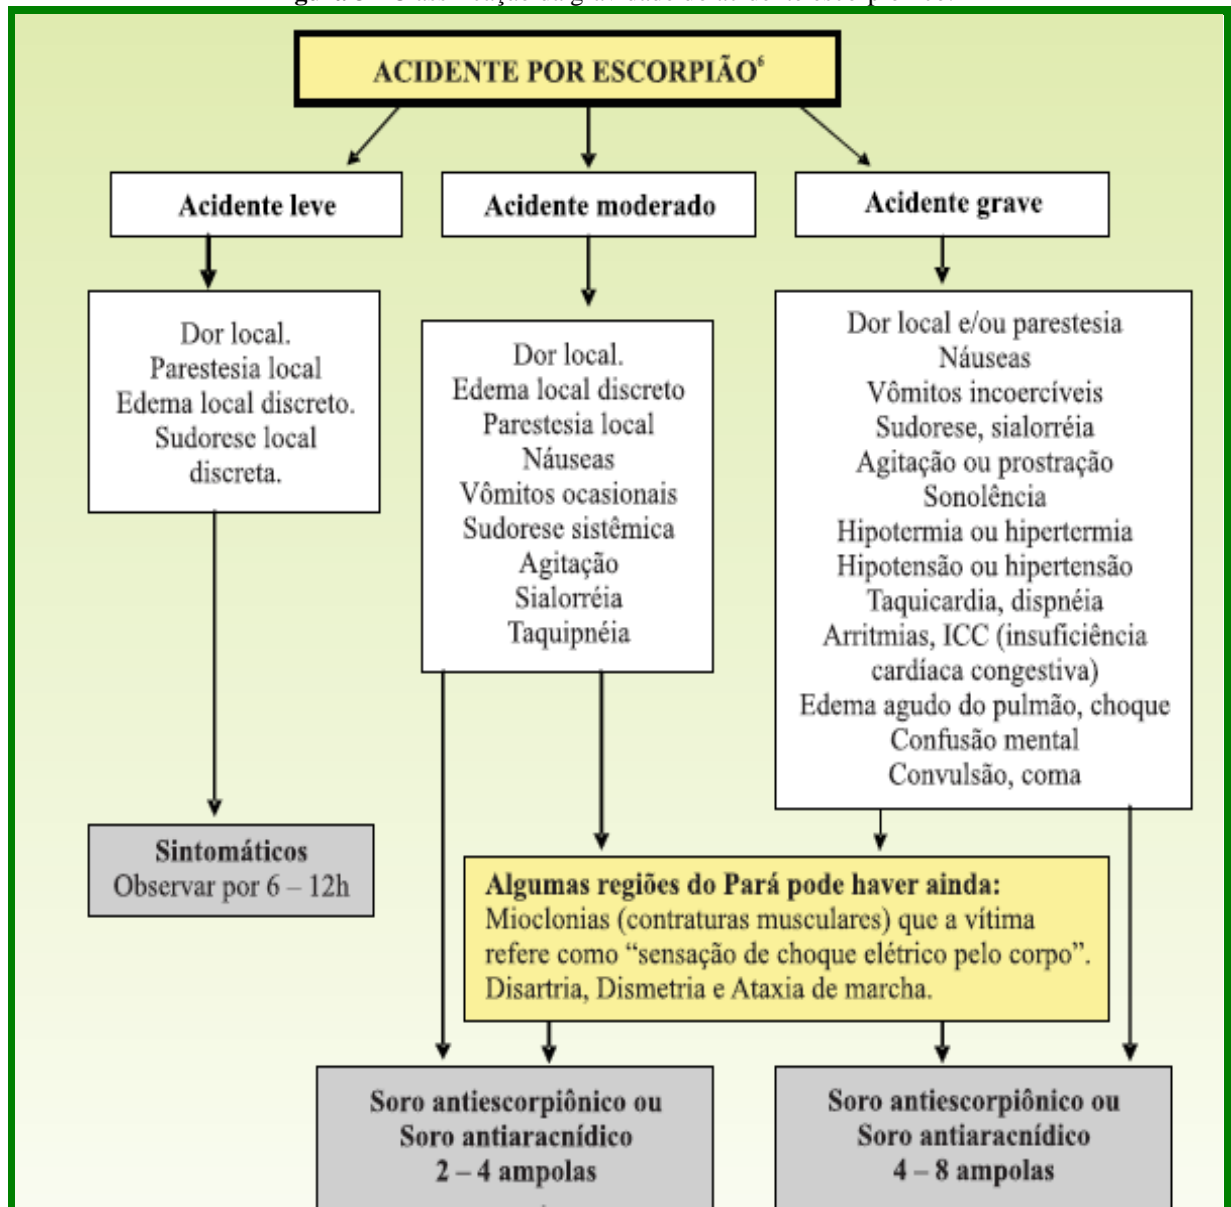 ACIDENTE POR ESCORPIÃO⁶
Acidente leve
Acidente moderado
Acidente grave
Dor local.
Parestesia local
Edema local discreto.
Sudorese local
discreta.
Dor local.
Edema local discreto
Parestesia local
Náuseas
Vômitos ocasionais
Sudorese sistêmica
Agitação
Sialorréia
Taquipnéia
Dor local e/ou parestesia
Náuseas
Vômitos incoercíveis
Sudorese, sialorréia
Agitação ou prostração
Sonolência
Hipotermia ou hipertermia
Hipotensão ou hipertensão
Taquicardia, dispnéia
Arritmias, ICC (insuficiência
cardíaca congestiva)
Edema agudo do pulmão, choque
Confusão mental
Convulsão, coma
Sintomáticos
Observar por 6 – 12h
Algumas regiões do Pará pode haver ainda:
Mioclonias (contraturas musculares) que a vítima
refere como “sensação de choque elétrico pelo corpo”.
Disartria, Dismetria e Ataxia de marcha.
Soro antiescorpiônico ou
Soro antiaracnídico
2 – 4 ampolas
Soro antiescorpiônico ou
Soro antiaracnídico
4 – 8 ampolas